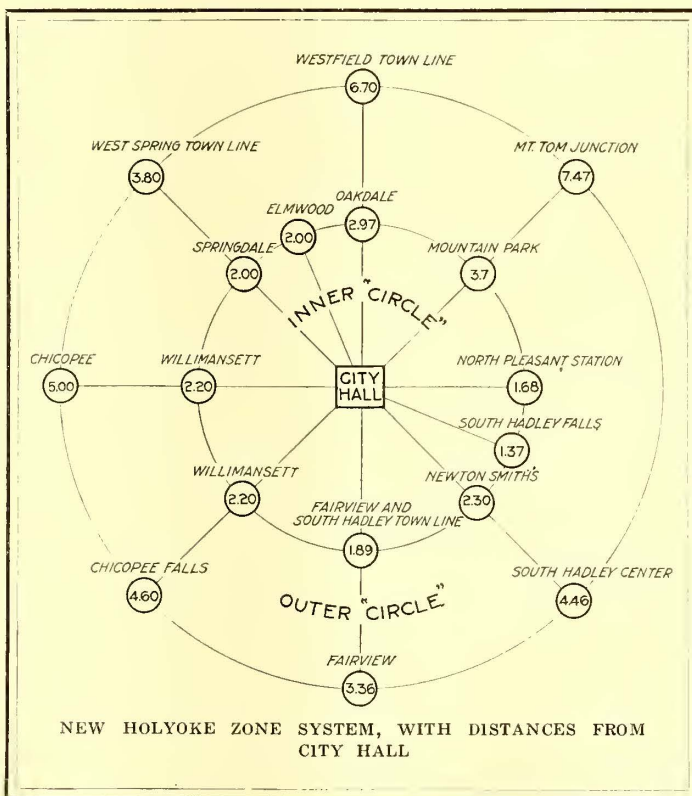 WESTFIELD TOWN LINE
6.70
WEST SPRING TOWN LINE
3.80
MT. TOM JUNCTION
7.47
ELMWOOD
2.00
OAKDALE
2.97
SPRINGDALE
2.00
MOUNTAIN PARK
3.7
INNER "CIRCLE"
CHICOPEE
5.00
WILLIMANSETT
2.20
CITY
HALL
NORTH PLEASANT STATION
1.68
SOUTH HADLEY FALLS
1.37
WILLIMANSETT
2.20
NEWTON SMITH'S
2.30
FAIRVIEW AND
SOUTH HADLEY TOWN LINE
1.89
CHICOPEE FALLS
4.60
SOUTH HADLEY CENTER
4.46
OUTER "CIRCLE"
FAIRVIEW
3.36
NEW HOLYOKE ZONE SYSTEM, WITH DISTANCES FROM
CITY HALL